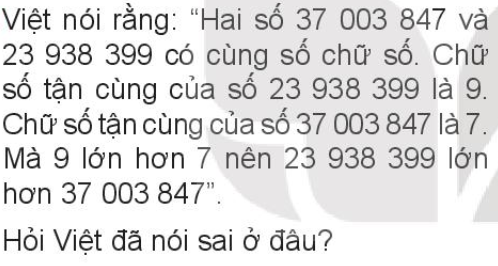 Việt nói rằng: “Hai số 37 003 847 và
23 938 399 có cùng số chữ số. Chữ
số tận cùng của số 23 938 399 là 9.
Chữ số tận cùng của số 37 003 847 là 7.
Mà 9 lớn hơn 7 nên 23 938 399 lớn
hơn 37 003 847”.
Hỏi Việt đã nói sai ở đâu?